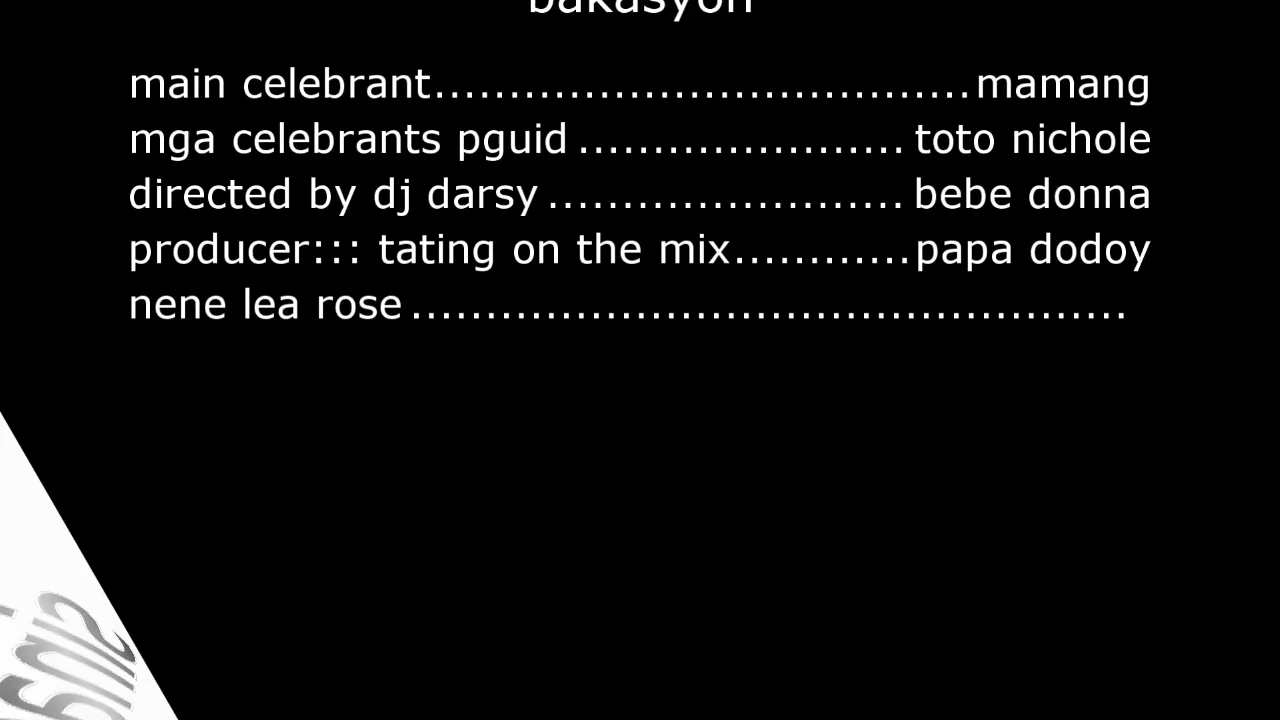 bakasyon
main celebrant....................................mamang
mga celebrants pguid ...................... toto nichole
directed by dj darsy ........................ bebe donna
producer::: tating on the mix............papa dodoy
nene lea rose ................................................